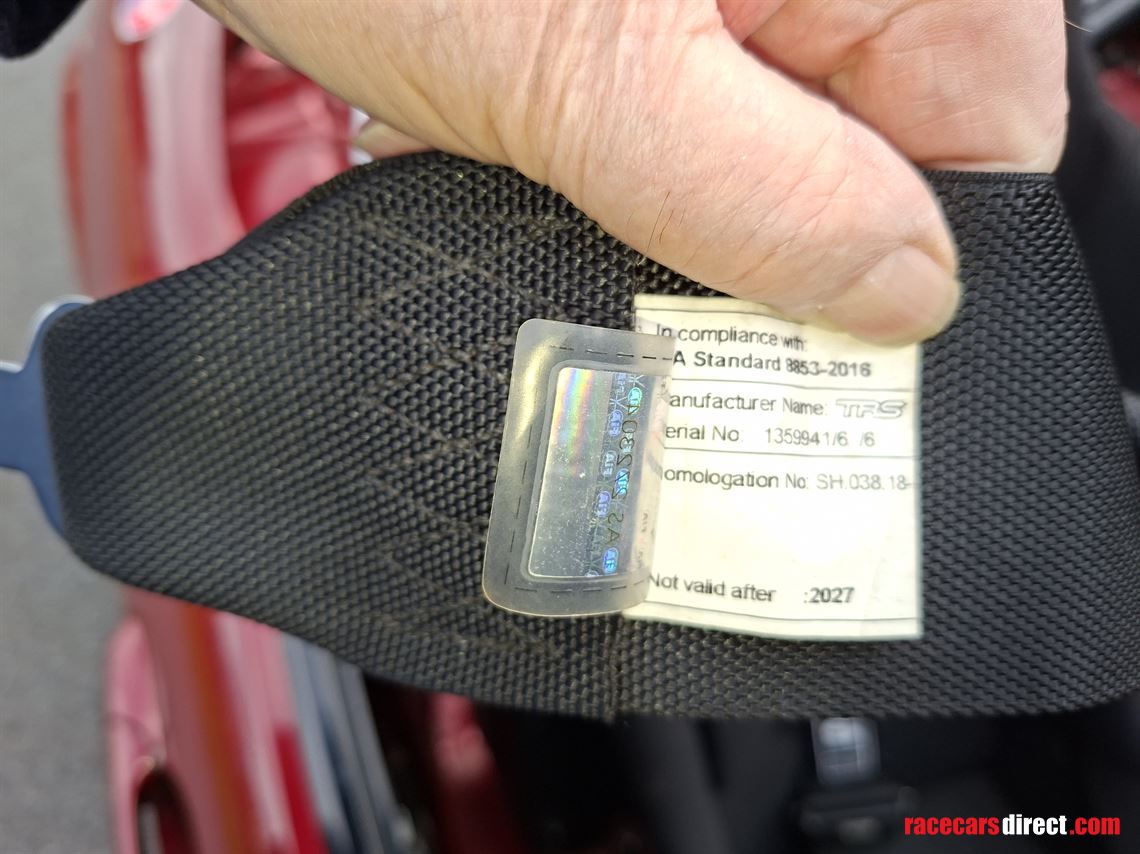 In compliance with:
A Standard 8853-2016
anufacturer Name: TRS
erial No 1359941/6 /6
omologation No: SH.038.18-
Not valid after :2027
racecarsdirect.com